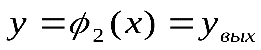 y = ϕ₂(x) = y_вых